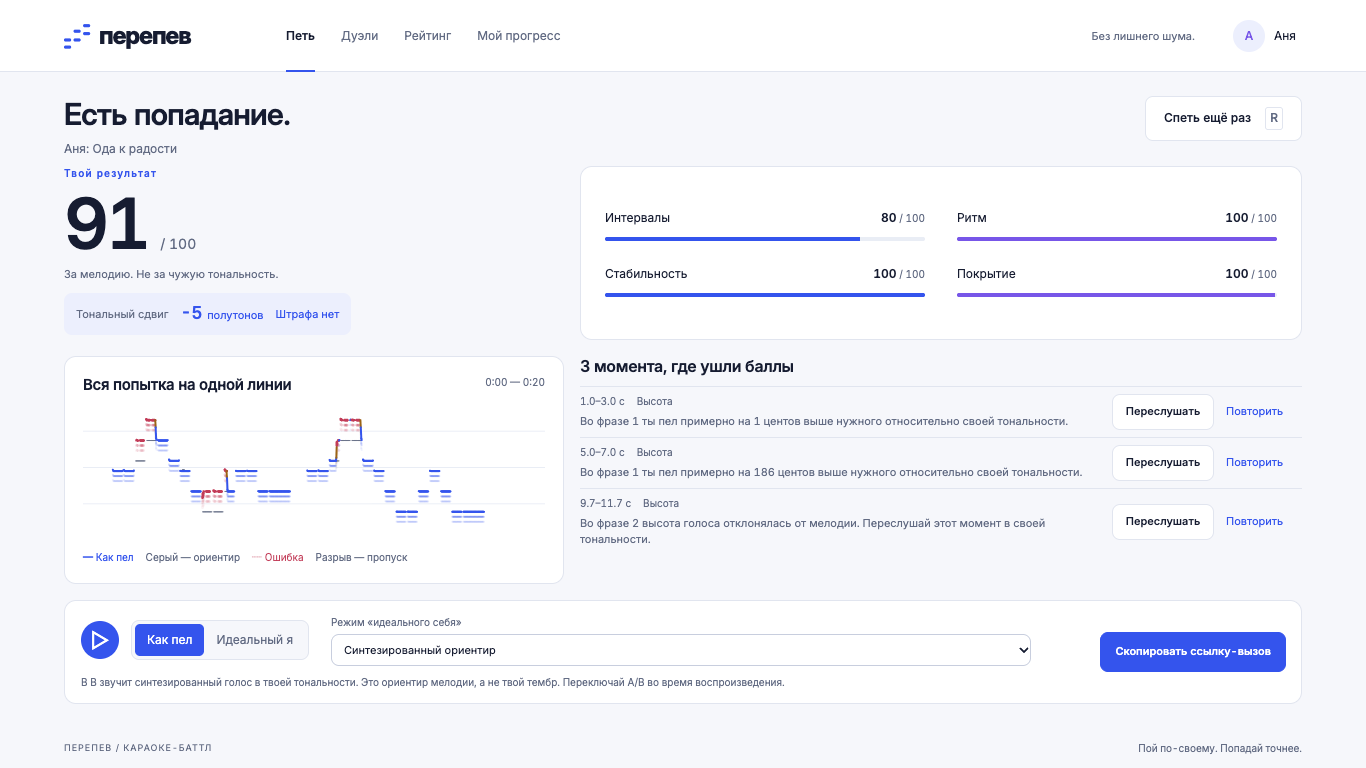 перепев
Петь
Дуэли
Рейтинг
Мой прогресс
Без лишнего шума.
А
Аня
Есть попадание.
Аня: Ода к радости
Спеть ещё раз R
Твой результат
91 / 100
За мелодию. Не за чужую тональность.
Тональный сдвиг -5 полутонов Штрафа нет
Интервалы 80 / 100
Ритм 100 / 100
Стабильность 100 / 100
Покрытие 100 / 100
Вся попытка на одной линии
0:00 — 0:20
Как пел Серый — ориентир Ошибка Разрыв — пропуск
3 момента, где ушли баллы
1.0–3.0 с Высота
Во фразе 1 ты пел примерно на 1 центов выше нужного относительно своей тональности.
Переслушать Повторить
5.0–7.0 с Высота
Во фразе 1 ты пел примерно на 186 центов выше нужного относительно своей тональности.
Переслушать Повторить
9.7–11.7 с Высота
Во фразе 2 высота голоса отклонялась от мелодии. Переслушай этот момент в своей
тональности.
Переслушать Повторить
Как пел
Идеальный я
Режим «идеального себя»
Синтезированный ориентир
Скопировать ссылку-вызов
В В звучит синтезированный голос в твоей тональности. Это ориентир мелодии, а не твой тембр. Переключай A/B во время воспроизведения.
ПЕРЕПЕВ / КАРАОКЕ-БАТТЛ
Пой по-своему. Попадай точнее.